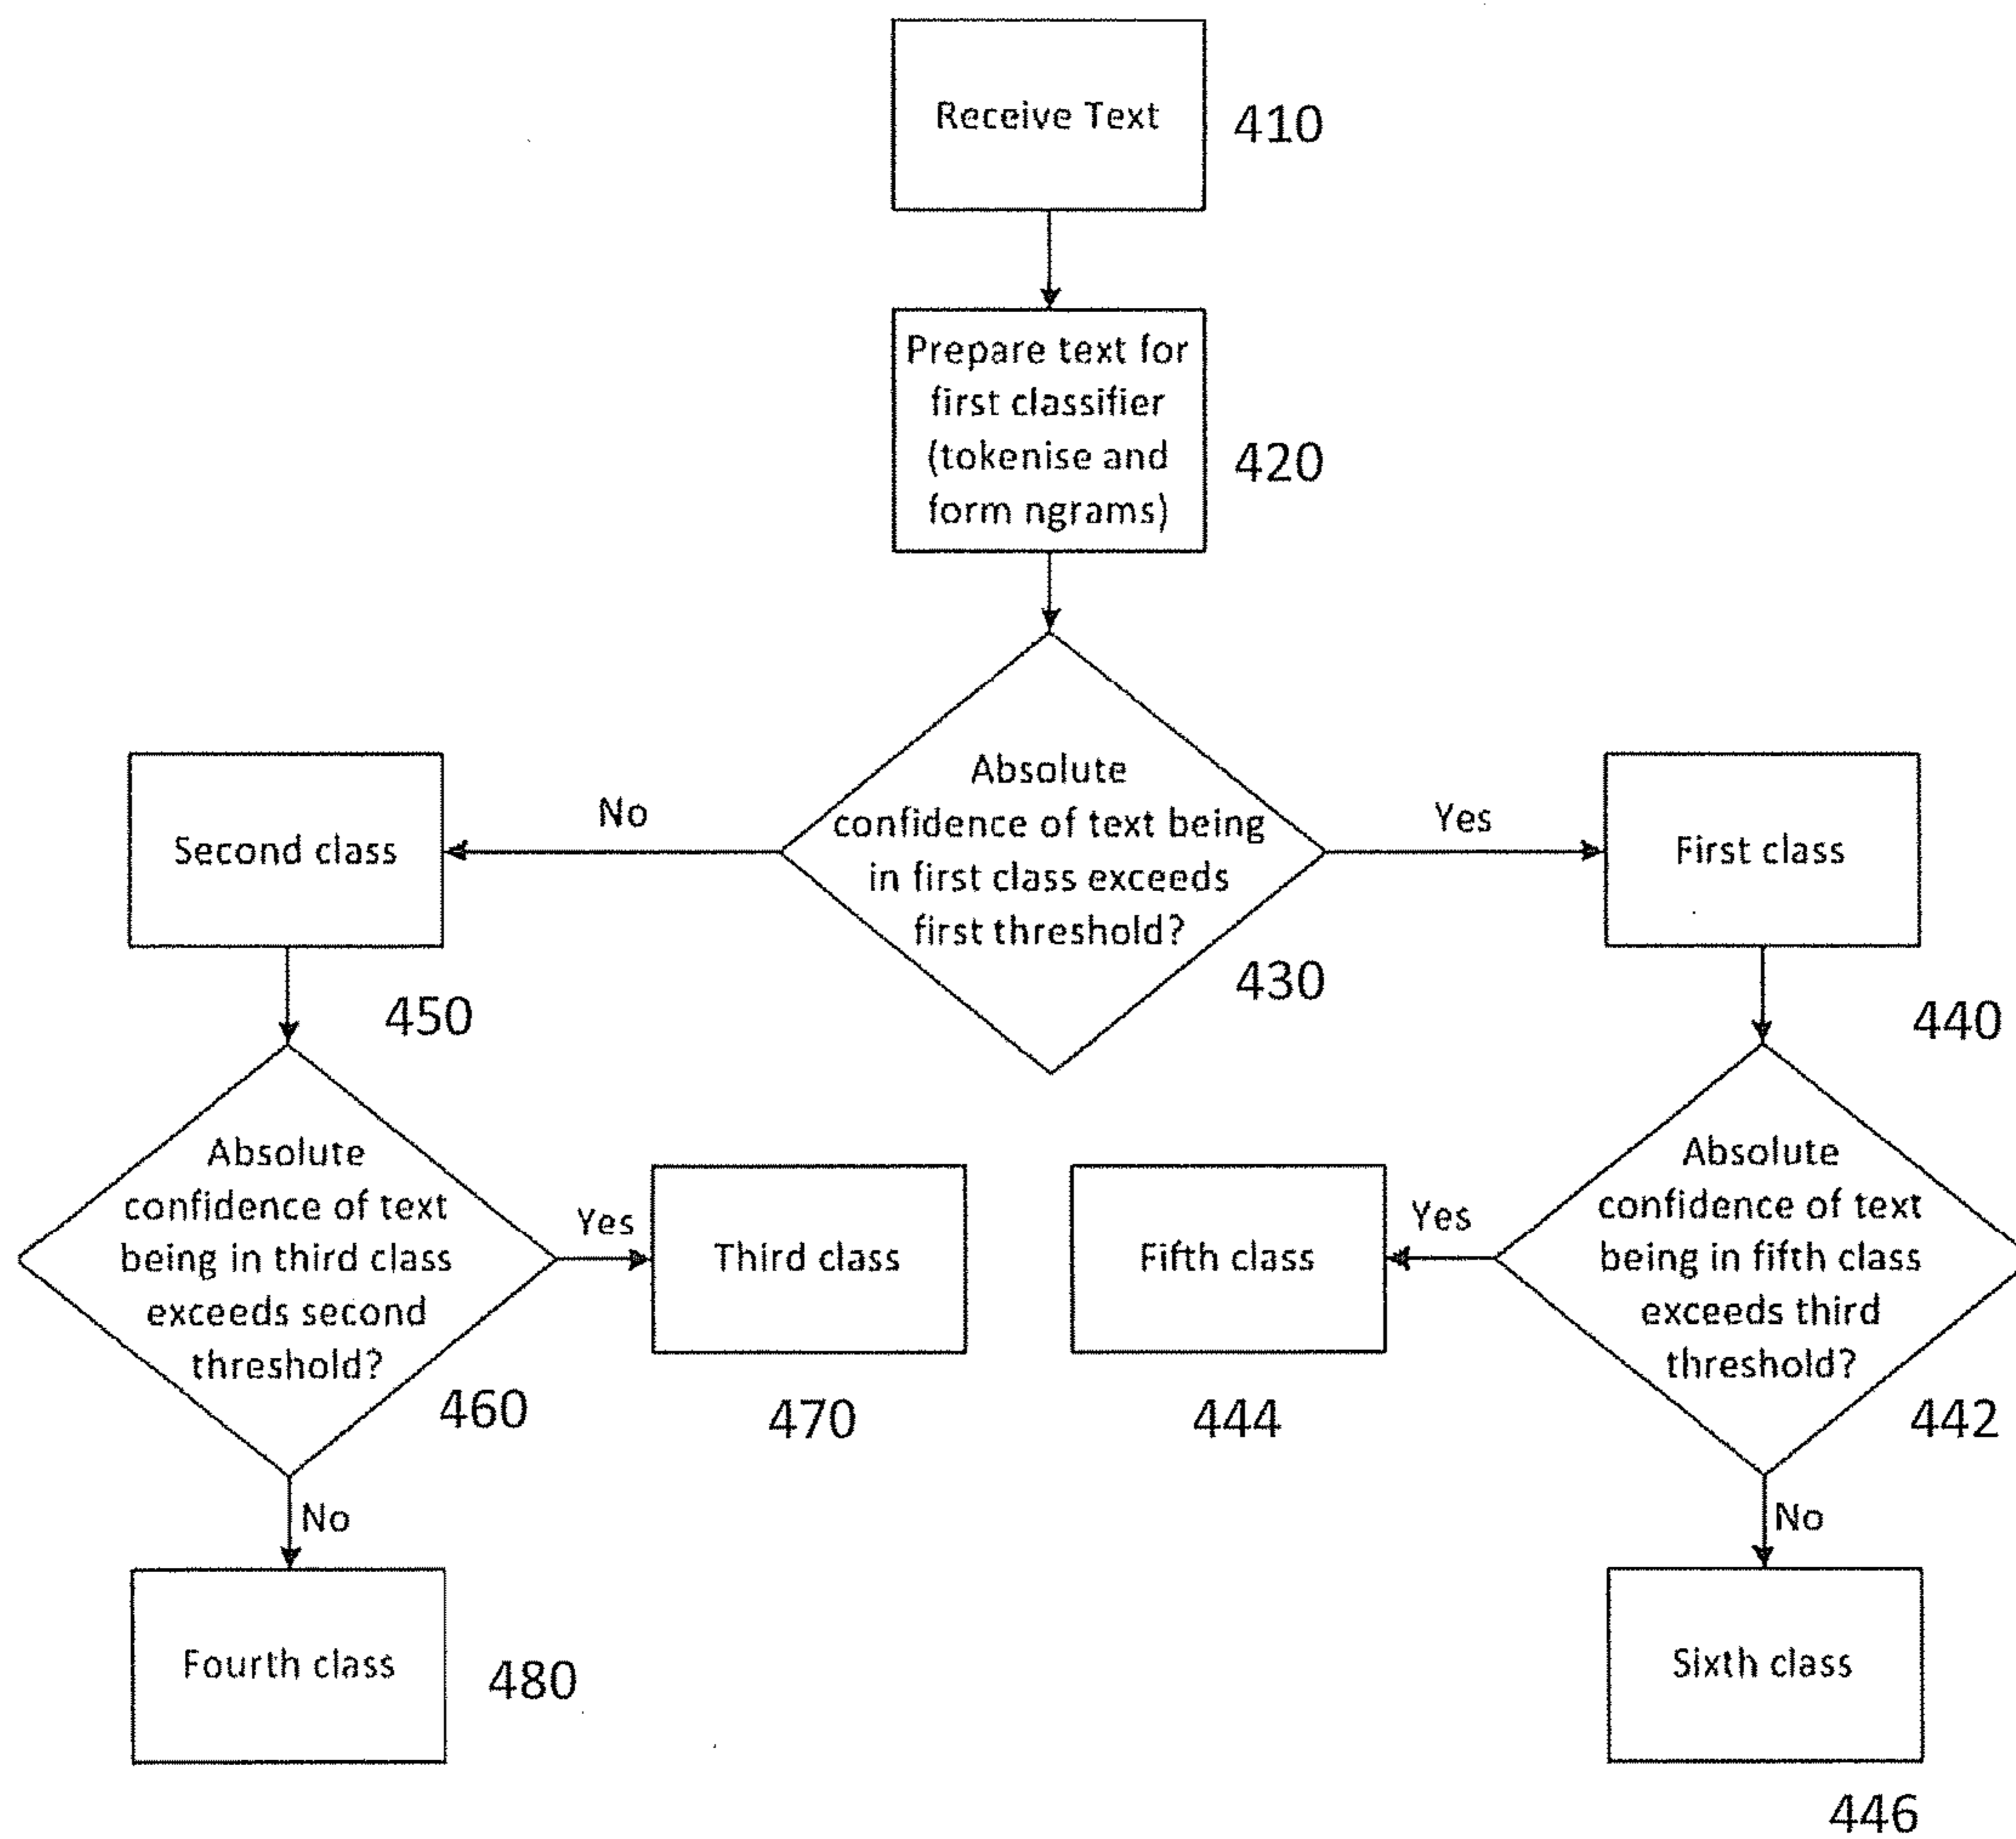 Receive Text
410
Prepare text for
first classifier
(tokenise and
form ngrams)
420
Absolute
confidence of text being
in first class exceeds
first threshold?
430
No
Yes
Second class
450
First class
440
Absolute
confidence of text
being in third class
exceeds second
threshold?
460
Yes
Third class
470
No
Fourth class
480
Absolute
confidence of text
being in fifth class
exceeds third
threshold?
442
Yes
Fifth class
444
No
Sixth class
446